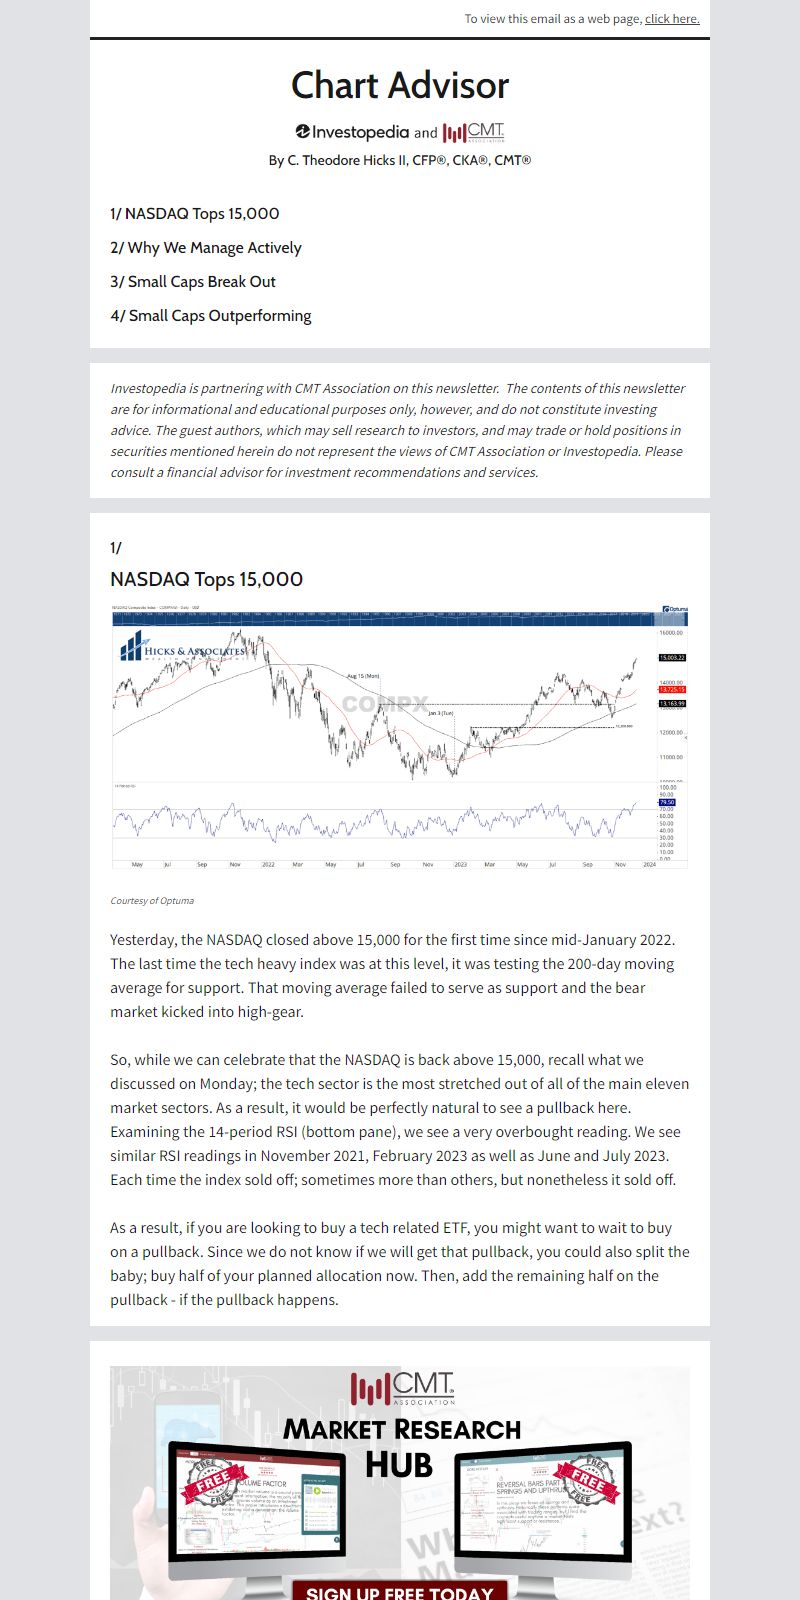 To view this email as a web page, click here.
Chart Advisor
Investopedia and CMT ASSOCIATION
By C. Theodore Hicks II, CFP®, CKA®, CMT®
1/ NASDAQ Tops 15,000
2/ Why We Manage Actively
3/ Small Caps Break Out
4/ Small Caps Outperforming
Investopedia is partnering with CMT Association on this newsletter. The contents of this newsletter
are for informational and educational purposes only, however, and do not constitute investing
advice. The guest authors, which may sell research to investors, and may trade or hold positions in
securities mentioned herein do not represent the views of CMT Association or Investopedia. Please
consult a financial advisor for investment recommendations and services.
1/
NASDAQ Tops 15,000
Optuma
16000.00
HICKS & ASSOCIATES
15,003.22
Aug 15 (Mon)
14000.00
13,725.15
COMPX
13,163.99
Jan 3 (Tue)
12000.00
11000.00
100.00
90.00
79.50
70.00
60.00
50.00
40.00
30.00
20.00
10.00
0.00
May Jul Sep Nov 2022 Mar May Jul Sep Nov 2023 Mar May Jul Sep Nov 2024
Courtesy of Optuma
Yesterday, the NASDAQ closed above 15,000 for the first time since mid-January 2022.
The last time the tech heavy index was at this level, it was testing the 200-day moving
average for support. That moving average failed to serve as support and the bear
market kicked into high-gear.
So, while we can celebrate that the NASDAQ is back above 15,000, recall what we
discussed on Monday; the tech sector is the most stretched out of all of the main eleven
market sectors. As a result, it would be perfectly natural to see a pullback here.
Examining the 14-period RSI (bottom pane), we see a very overbought reading. We see
similar RSI readings in November 2021, February 2023 as well as June and July 2023.
Each time the index sold off; sometimes more than others, but nonetheless it sold off.
As a result, if you are looking to buy a tech related ETF, you might want to wait to buy
on a pullback. Since we do not know if we will get that pullback, you could also split the
baby; buy half of your planned allocation now. Then, add the remaining half on the
pullback - if the pullback happens.
CMT
ASSOCIATION
MARKET RESEARCH
HUB
FREE
FREE
FREE
OLUME FACTOR
FREE
FREE
FREE
REVERSAL BARS PART
SPRINGS AND UPTHRUS
ext?
SIGN UP FREE TODAY